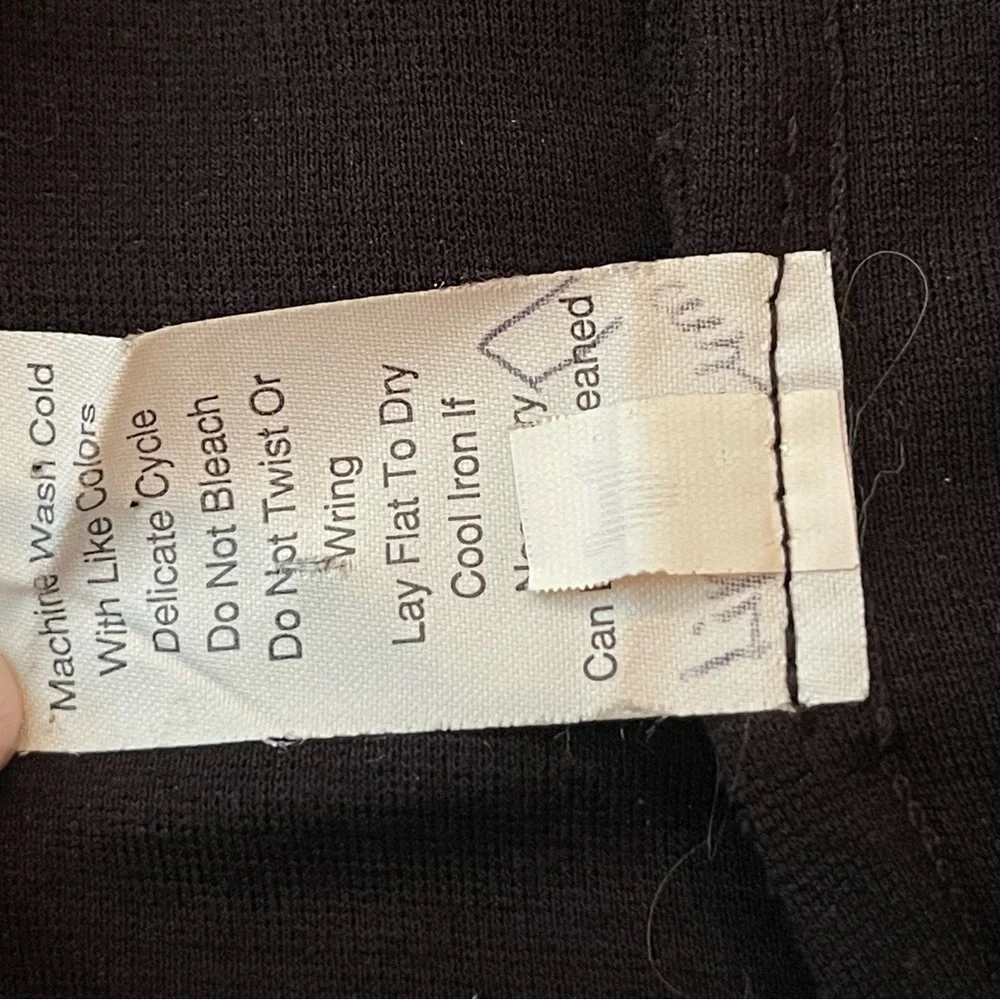 Machine Wash Cold
With Like Colors
Delicate Cycle
Do Not Bleach
Do Not Twist Or
Wring
Lay Flat To Dry
Cool Iron If
ry
Can eaned